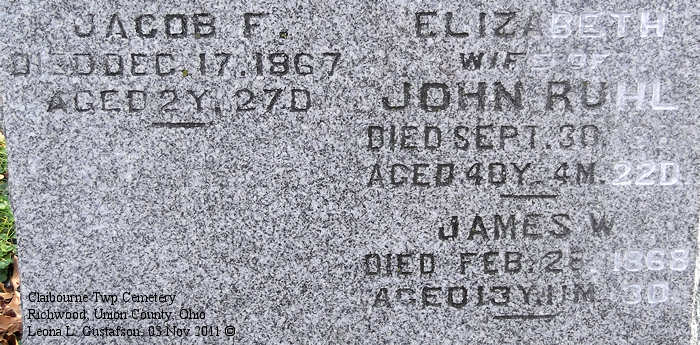 JACOB F.
DIED DEC. 17. 1867
AGED 2Y. 27D
ELIZABETH
WIFE OF
JOHN RUHL
DIED SEPT. 30
AGED 40Y. 4M. 22D.
JAMES W
DIED FEB. 1868
AGED 13Y. 11M. 3D.
Claibourne Twp Cemetery
Richwood, Union County, Ohio
Leona L. Gustafson, 05 Nov. 2011 ©